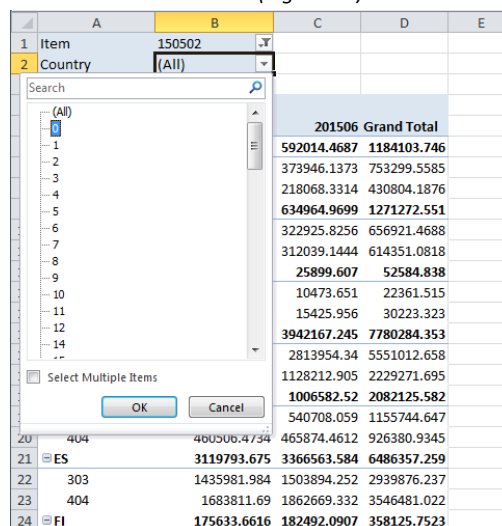 A B C D E
1 Item 150502
2 Country (All)
Search
(All)
0
1
2
3
4
5
6
7
8
9
10
11
12
14
Select Multiple Items
OK Cancel
201506 Grand Total
592014.4687 1184103.746
373946.1373 753299.5585
218068.3314 430804.1876
634964.9699 1271272.551
322925.8256 656921.4688
312039.1444 614351.0818
25899.607 52584.838
10473.651 22361.515
15425.956 30223.323
3942167.245 7780284.353
2813954.34 5551012.658
1128212.905 2229271.695
1006582.52 2082125.582
540708.059 1155744.647
20 404 460506.4734 465874.4612 926380.9345
21 ES 3119793.675 3366563.584 6486357.259
22 303 1435981.984 1503894.252 2939876.237
23 404 1683811.69 1862669.332 3546481.022
24 FI 175633.6616 182492.0907 358125.7523